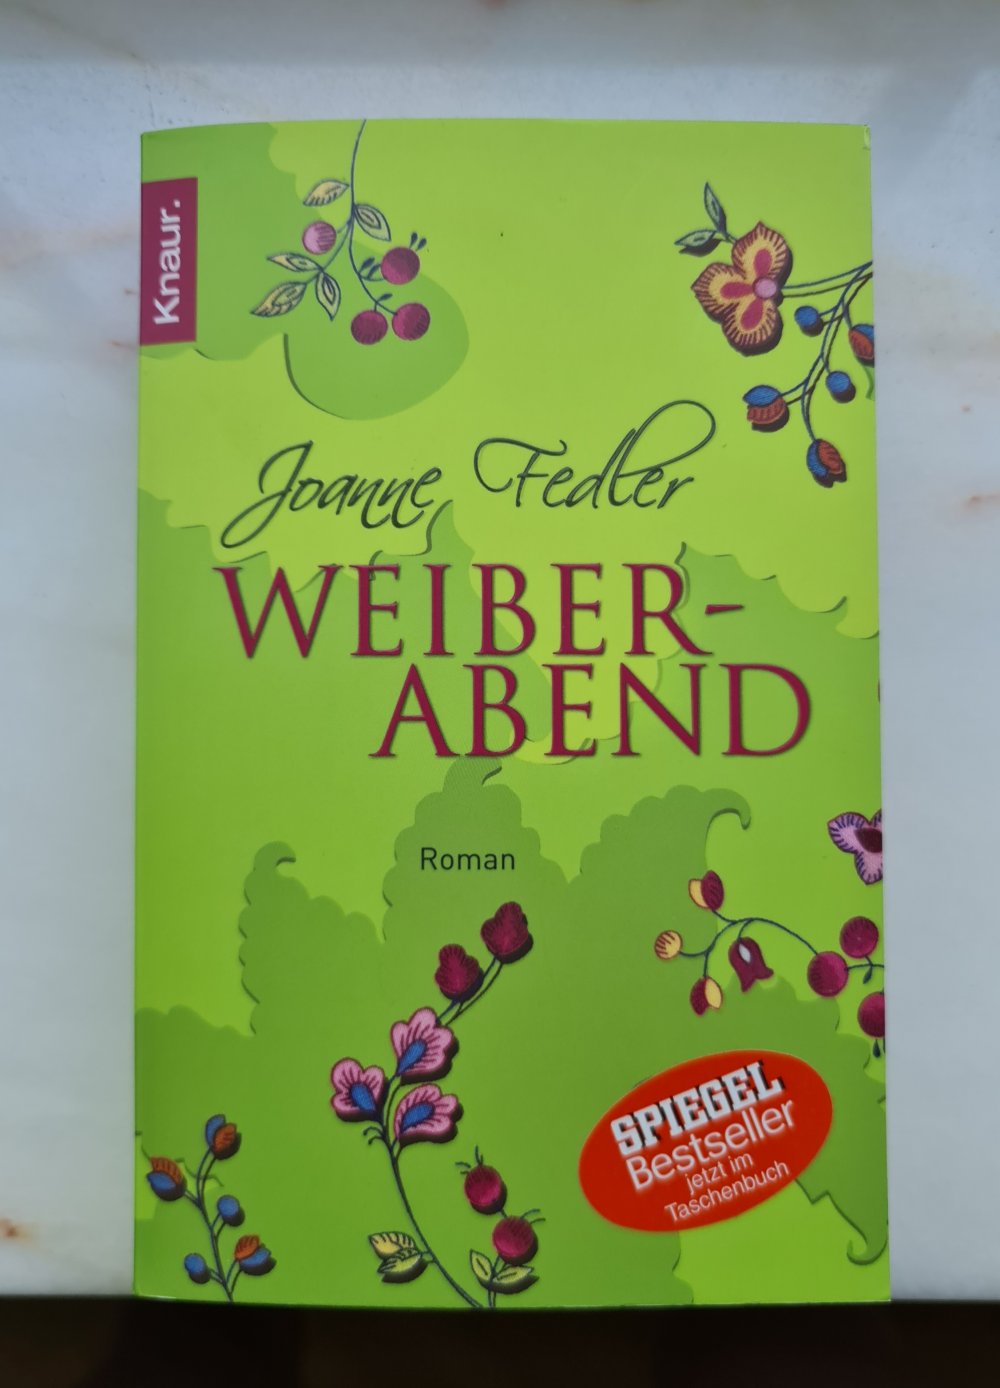 Knaur.
Joanne Fedler
WEIBER-
ABEND
Roman
SPIEGEL
Bestseller
jetzt im
Taschenbuch